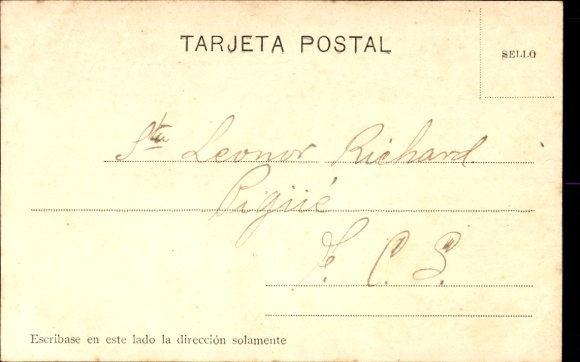 TARJETA POSTAL
SELLO
Sta Leonor Richard
Pigüé
F. C. S.
Escribase en este lado la dirección solamente